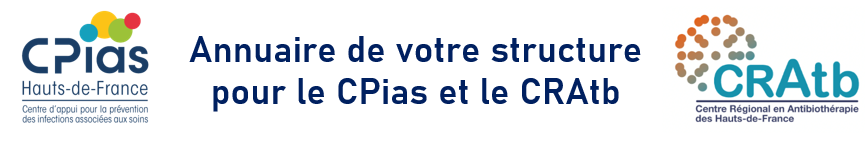 CPias
Hauts-de-France
Centre d'appui pour la prévention
des infections associées aux soins
Annuaire de votre structure
pour le CPias et le CRAtb
CRAtb
Centre Régional en Antibiothérapie
des Hauts-de-France